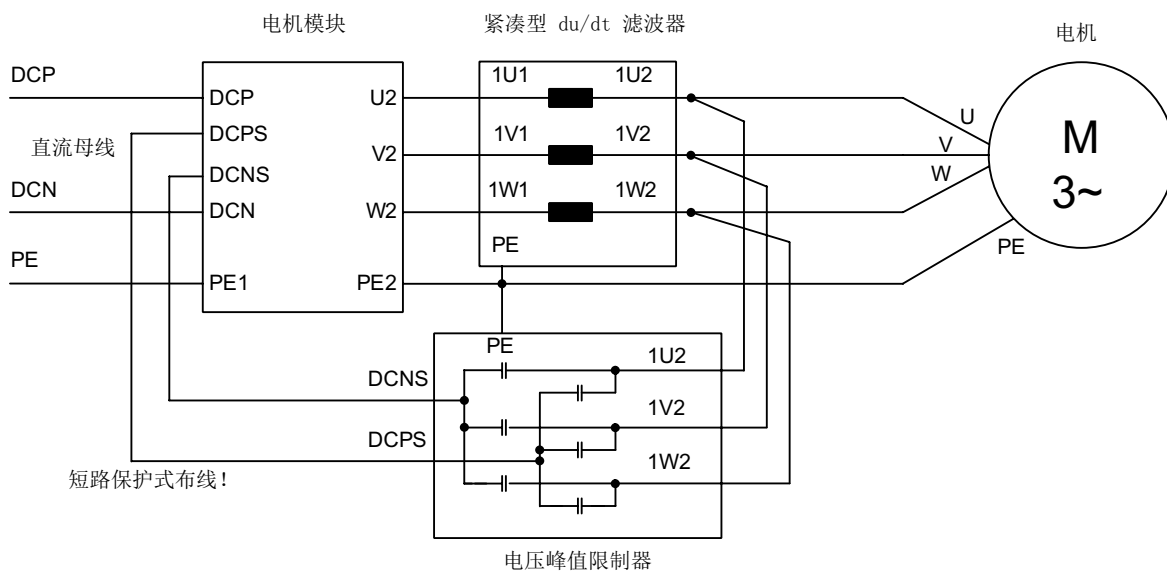 电机模块
紧凑型 du/dt 滤波器
电机
DCP
DCP
DCPS
直流母线
DCNS
DCN
DCN
PE
PE1
U2
V2
W2
PE2
1U1
1U2
1V1
1V2
1W1
1W2
PE
U
V
W
PE
M
3~
PE
1U2
DCNS
1V2
DCPS
1W2
短路保护式布线!
电压峰值限制器